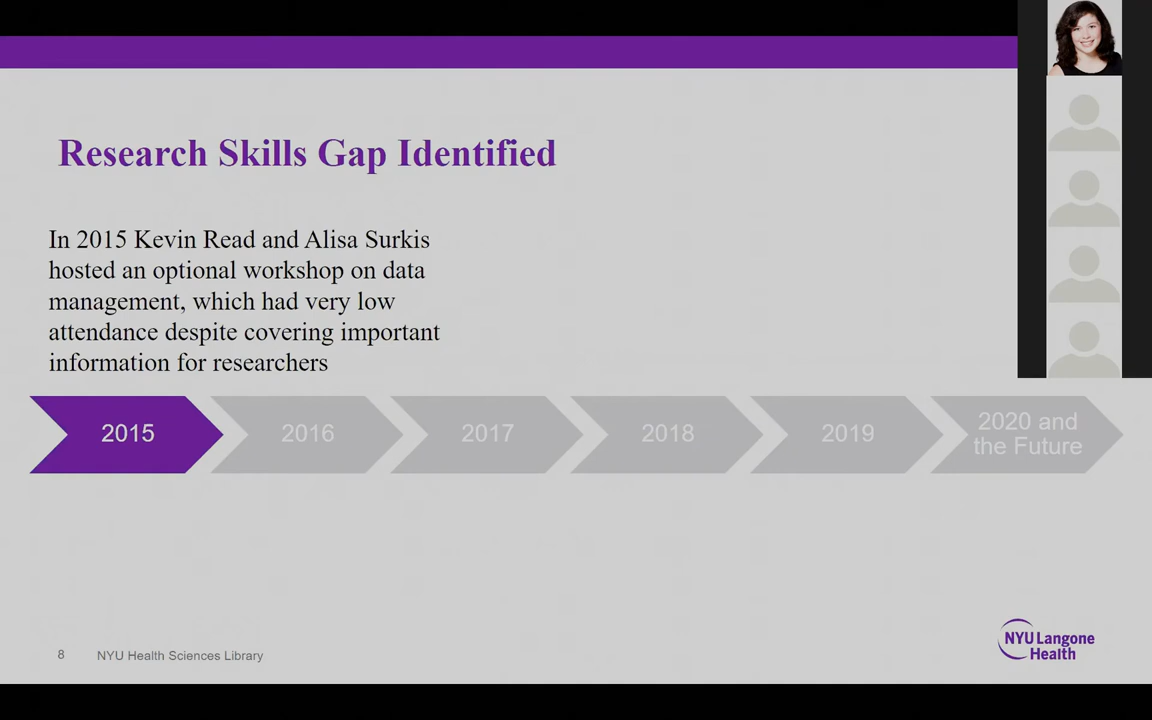 Research Skills Gap Identified
In 2015 Kevin Read and Alisa Surkis
hosted an optional workshop on data
management, which had very low
attendance despite covering important
information for researchers
2015
2016
2017
2018
2019
2020 and
the Future
8
NYU Health Sciences Library
NYU Langone
Health